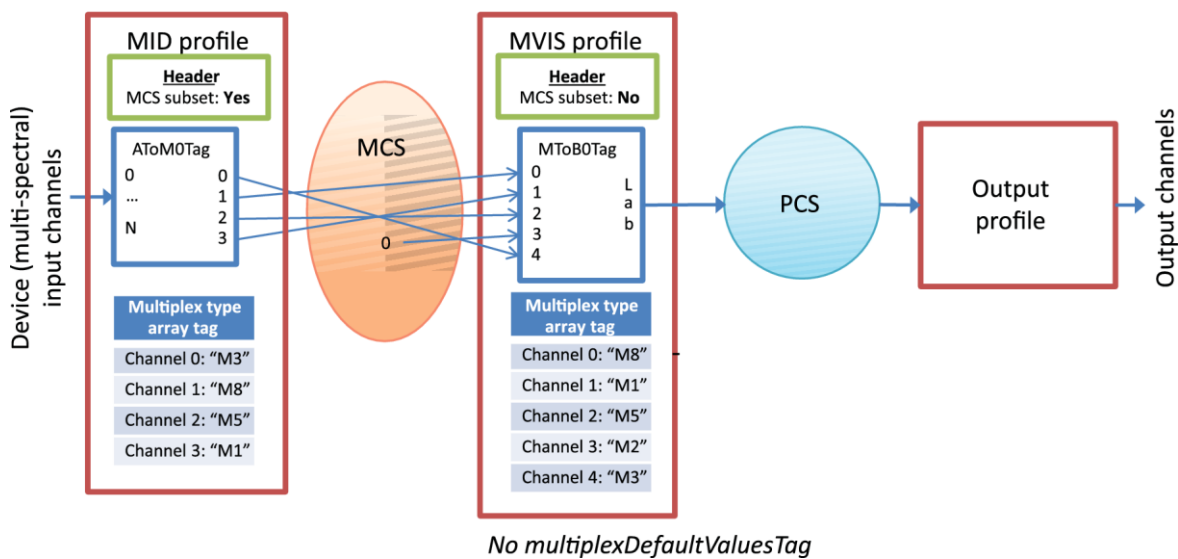 MID profile
Header
MCS subset: Yes
Device (multi-spectral)
input channels
AToM0Tag
0
...
N
0
1
2
3
Multiplex type
array tag
Channel 0: “M3”
Channel 1: “M8”
Channel 2: “M5”
Channel 3: “M1”
MCS
0
MVIS profile
Header
MCS subset: No
MToB0Tag
0
1
2
3
4
L
a
b
Multiplex type
array tag
Channel 0: “M8”
Channel 1: “M1”
Channel 2: “M5”
Channel 3: “M2”
Channel 4: “M3”
No multiplexDefaultValuesTag
PCS
Output
profile
Output channels